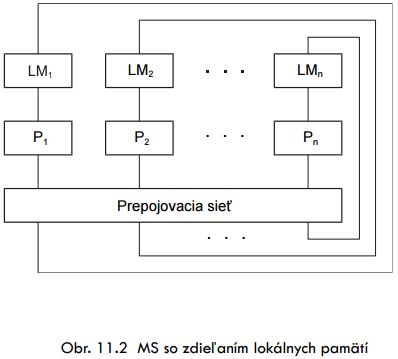 LM1 LM2 . . . LMn
P1 P2 . . . Pn
Prepojovacia sieť
. . .
Obr. 11.2 MS so zdieľaním lokálnych pamätí